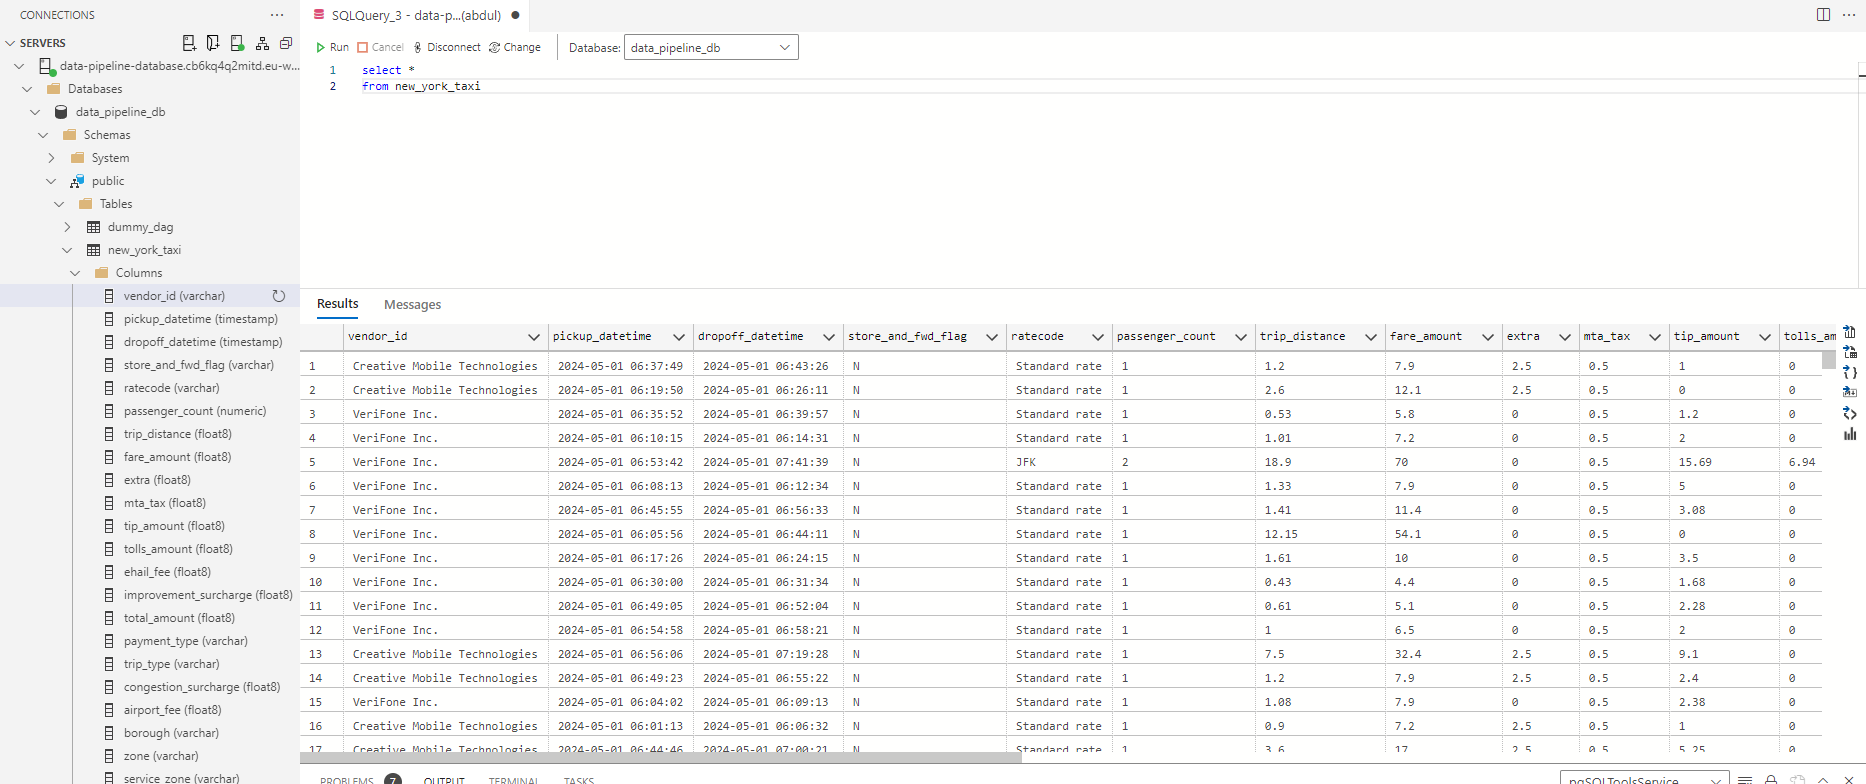 CONNECTIONS
SERVERS
data-pipeline-database.cb6kq4q2mitd.eu-w...
Databases
data_pipeline_db
Schemas
System
public
Tables
dummy_dag
new_york_taxi
Columns
vendor_id (varchar)
pickup_datetime (timestamp)
dropoff_datetime (timestamp)
store_and_fwd_flag (varchar)
ratecode (varchar)
passenger_count (numeric)
trip_distance (float8)
fare_amount (float8)
extra (float8)
mta_tax (float8)
tip_amount (float8)
tolls_amount (float8)
ehail_fee (float8)
improvement_surcharge (float8)
total_amount (float8)
payment_type (varchar)
trip_type (varchar)
congestion_surcharge (float8)
airport_fee (float8)
borough (varchar)
zone (varchar)
service_zone (varchar)
SQLQuery_3 - data-p...(abdul)
Run Cancel Disconnect Change Database: data_pipeline_db
1 select *
2 from new_york_taxi
Results Messages
vendor_id pickup_datetime dropoff_datetime store_and_fwd_flag ratecode passenger_count trip_distance fare_amount extra mta_tax tip_amount tolls_am
1 Creative Mobile Technologies 2024-05-01 06:37:49 2024-05-01 06:43:26 N Standard rate 1 1.2 7.9 2.5 0.5 1 0
2 Creative Mobile Technologies 2024-05-01 06:19:50 2024-05-01 06:26:11 N Standard rate 1 2.6 12.1 2.5 0.5 0 0
3 VeriFone Inc. 2024-05-01 06:35:52 2024-05-01 06:39:57 N Standard rate 1 0.53 5.8 0 0.5 1.2 0
4 VeriFone Inc. 2024-05-01 06:10:15 2024-05-01 06:14:31 N Standard rate 1 1.01 7.2 0 0.5 2 0
5 VeriFone Inc. 2024-05-01 06:53:42 2024-05-01 07:41:39 N JFK 2 18.9 70 0 0.5 15.69 6.94
6 VeriFone Inc. 2024-05-01 06:08:13 2024-05-01 06:12:34 N Standard rate 1 1.33 7.9 0 0.5 5 0
7 VeriFone Inc. 2024-05-01 06:45:55 2024-05-01 06:56:33 N Standard rate 1 1.41 11.4 0 0.5 3.08 0
8 VeriFone Inc. 2024-05-01 06:05:56 2024-05-01 06:44:11 N Standard rate 1 12.15 54.1 0 0.5 0 0
9 VeriFone Inc. 2024-05-01 06:17:26 2024-05-01 06:24:15 N Standard rate 1 1.61 10 0 0.5 3.5 0
10 VeriFone Inc. 2024-05-01 06:30:00 2024-05-01 06:31:34 N Standard rate 1 0.43 4.4 0 0.5 1.68 0
11 VeriFone Inc. 2024-05-01 06:49:05 2024-05-01 06:52:04 N Standard rate 1 0.61 5.1 0 0.5 2.28 0
12 VeriFone Inc. 2024-05-01 06:54:58 2024-05-01 06:58:21 N Standard rate 1 1 6.5 0 0.5 2 0
13 Creative Mobile Technologies 2024-05-01 06:56:06 2024-05-01 07:19:28 N Standard rate 1 7.5 32.4 2.5 0.5 9.1 0
14 Creative Mobile Technologies 2024-05-01 06:49:23 2024-05-01 06:55:22 N Standard rate 1 1.2 7.9 2.5 0.5 2.4 0
15 VeriFone Inc. 2024-05-01 06:04:02 2024-05-01 06:09:13 N Standard rate 1 1.08 7.9 0 0.5 2.38 0
16 Creative Mobile Technologies 2024-05-01 06:01:13 2024-05-01 06:06:32 N Standard rate 1 0.9 7.2 2.5 0.5 1 0
17 Creative Mobile Technologies 2024-05-01 06:44:46 2024-05-01 07:00:21 N Standard rate 1 3.6 17 2.5 0.5 5.25 0
PROBLEMS 7 OUTPUT TERMINAL TASKS pgSQLToolsService